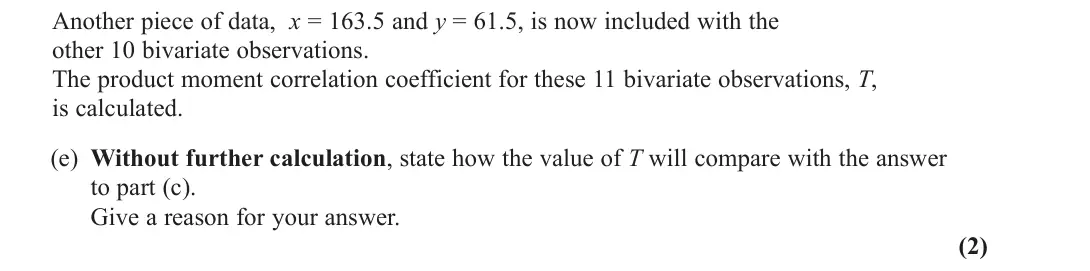 Another piece of data, x = 163.5 and y = 61.5, is now included with the
other 10 bivariate observations.
The product moment correlation coefficient for these 11 bivariate observations, T,
is calculated.
(e) Without further calculation, state how the value of T will compare with the answer
to part (c).
Give a reason for your answer.
(2)